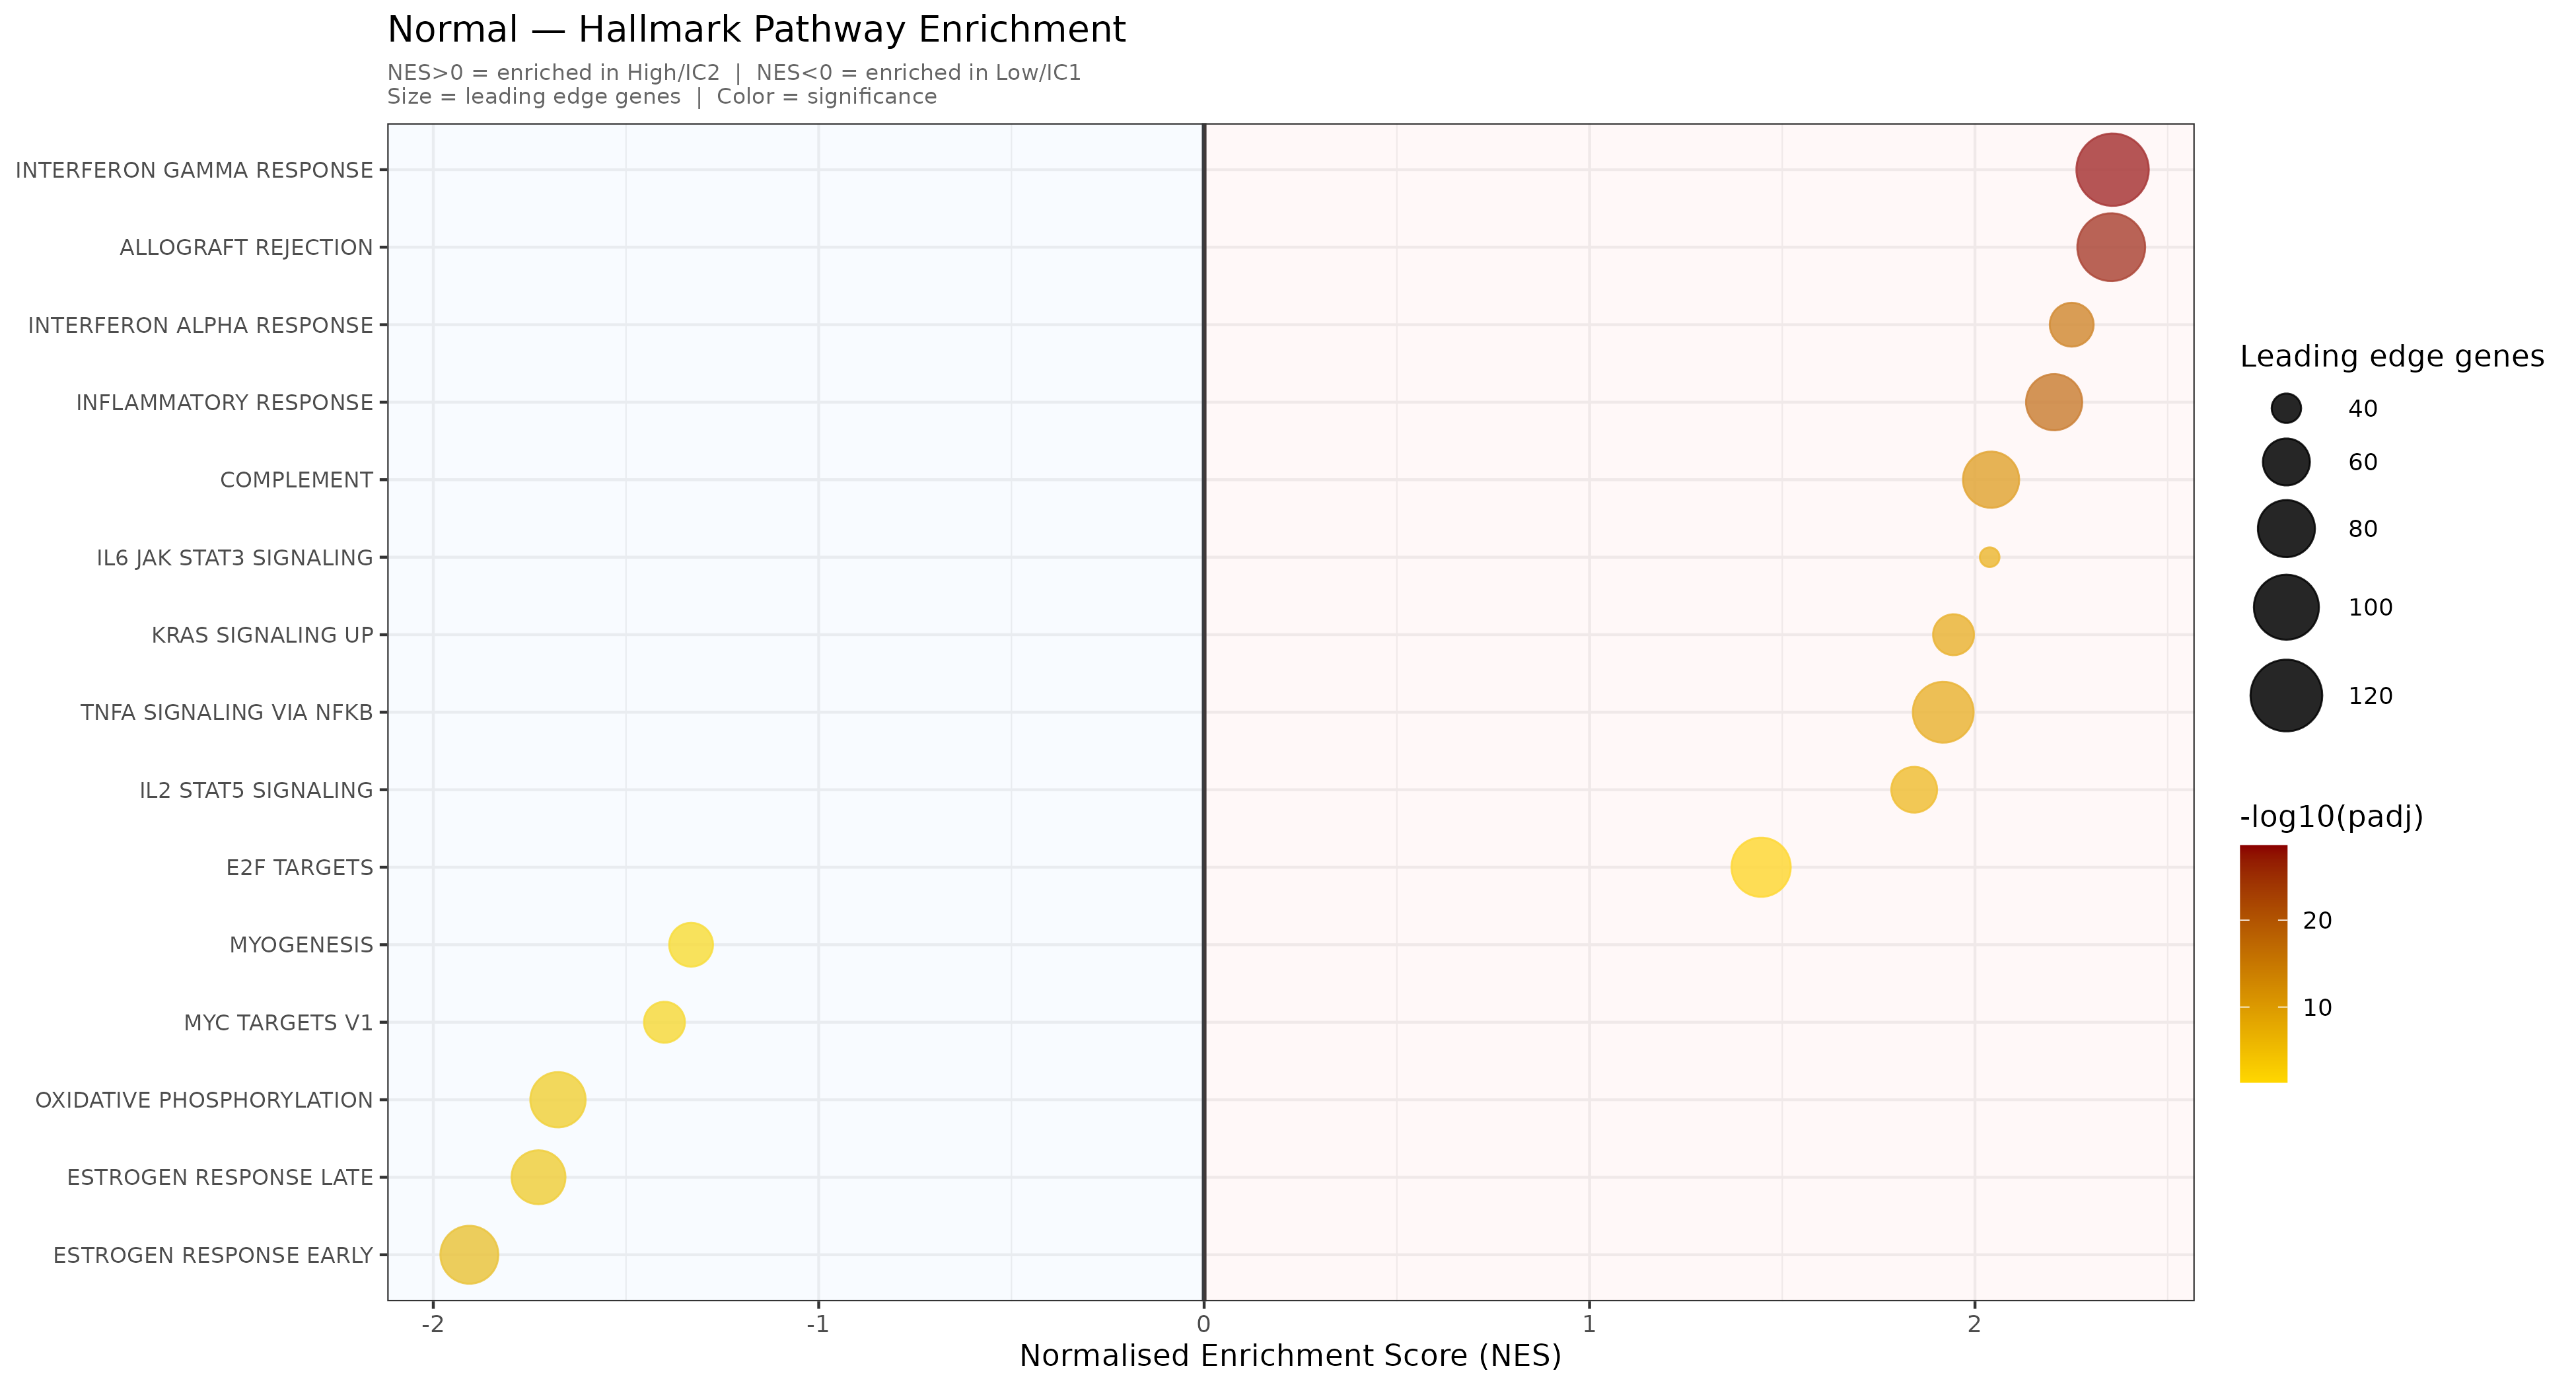 Normal — Hallmark Pathway Enrichment
NES>0 = enriched in High/IC2 | NES<0 = enriched in Low/IC1
Size = leading edge genes | Color = significance
INTERFERON GAMMA RESPONSE
ALLOGRAFT REJECTION
INTERFERON ALPHA RESPONSE
INFLAMMATORY RESPONSE
COMPLEMENT
IL6 JAK STAT3 SIGNALING
KRAS SIGNALING UP
TNFA SIGNALING VIA NFKB
IL2 STAT5 SIGNALING
E2F TARGETS
MYOGENESIS
MYC TARGETS V1
OXIDATIVE PHOSPHORYLATION
ESTROGEN RESPONSE LATE
ESTROGEN RESPONSE EARLY
-2 -1 0 1 2
Normalised Enrichment Score (NES)
Leading edge genes
40
60
80
100
120
-log10(padj)
20
10